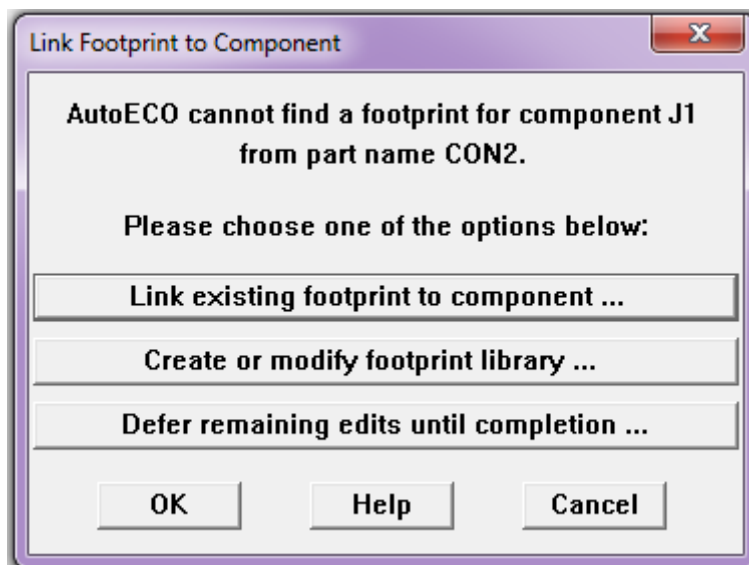 Link Footprint to Component
AutoECO cannot find a footprint for component J1
from part name CON2.
Please choose one of the options below:
Link existing footprint to component ...
Create or modify footprint library ...
Defer remaining edits until completion ...
OK Help Cancel